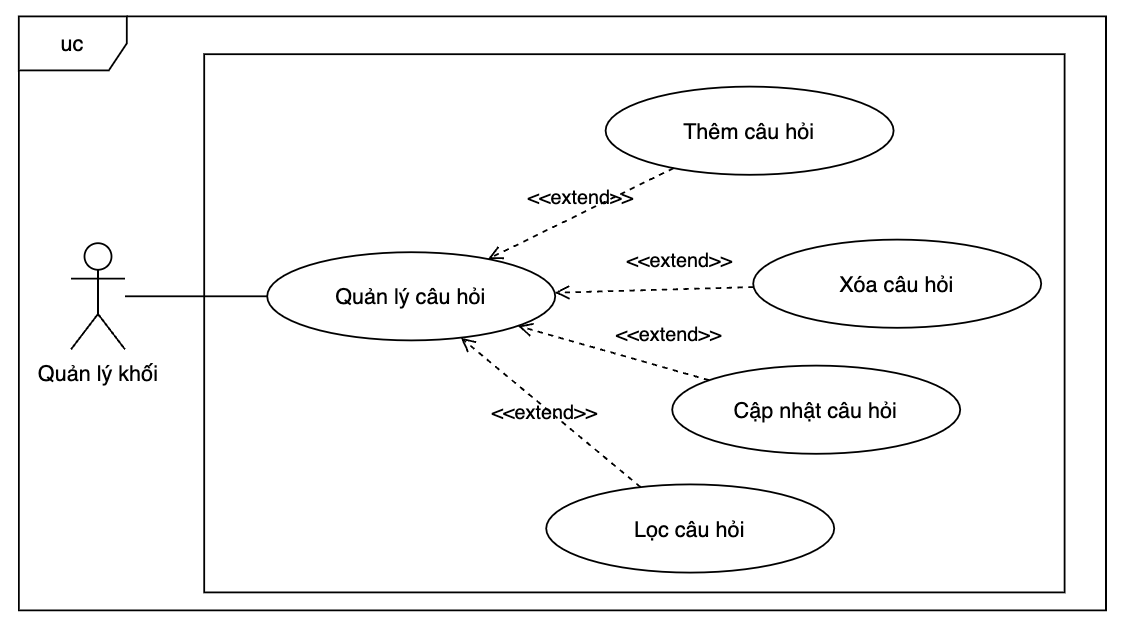 uc
Thêm câu hỏi
<<extend>>
<<extend>>
Xóa câu hỏi
Quản lý câu hỏi
<<extend>>
Quản lý khối
Cập nhật câu hỏi
<<extend>>
Lọc câu hỏi